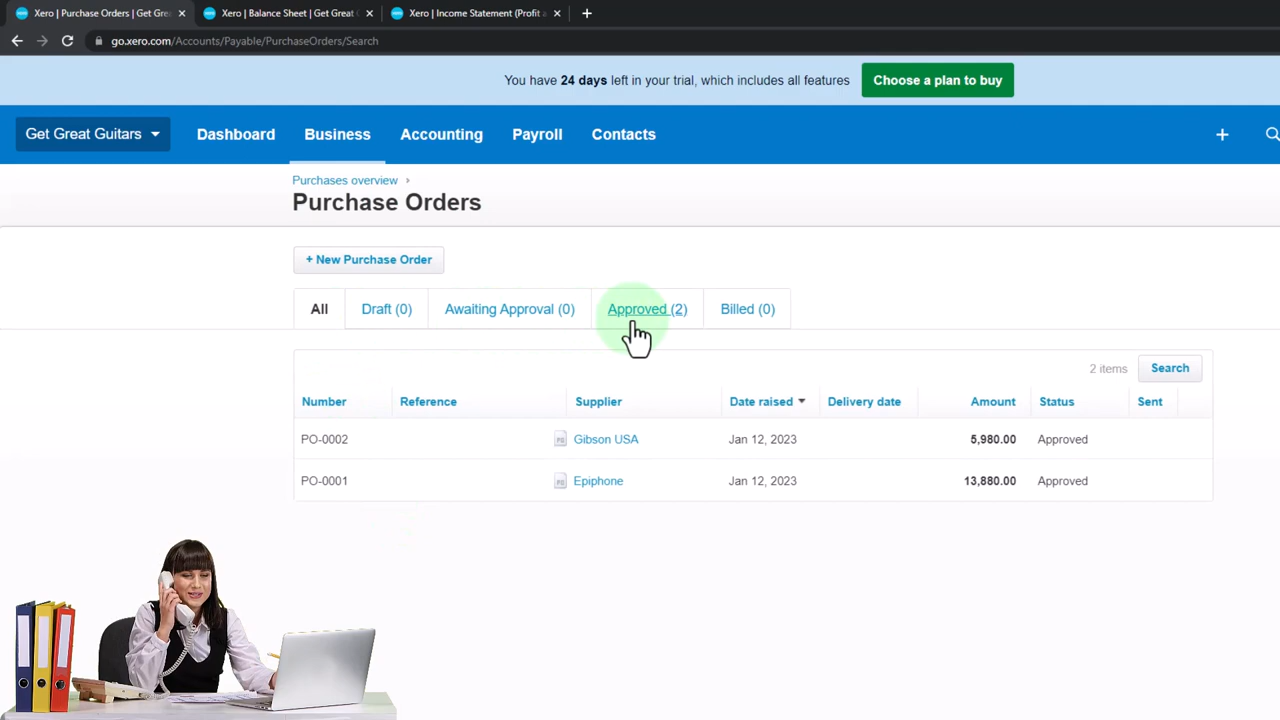 Xero | Purchase Orders | Get Gre
Xero | Balance Sheet | Get Great
Xero | Income Statement (Profit a
go.xero.com/Accounts/Payable/PurchaseOrders/Search
You have 24 days left in your trial, which includes all features
Choose a plan to buy
Get Great Guitars
Dashboard
Business
Accounting
Payroll
Contacts
Purchases overview ›
Purchase Orders
+ New Purchase Order
All
Draft (0)
Awaiting Approval (0)
Approved (2)
Billed (0)
2 items
Search
Number Reference Supplier Date raised Delivery date Amount Status Sent
PO-0002 Gibson USA Jan 12, 2023 5,980.00 Approved
PO-0001 Epiphone Jan 12, 2023 13,880.00 Approved